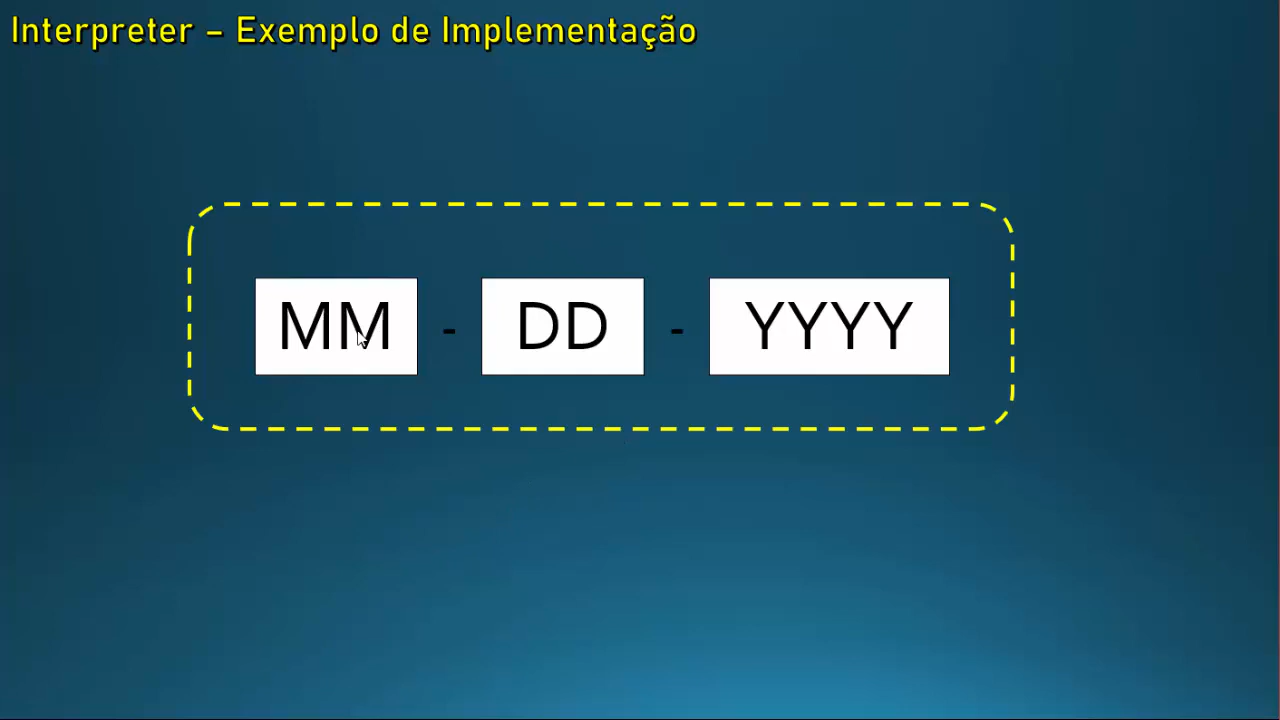 Interpreter – Exemplo de Implementação
MM - DD - YYYY